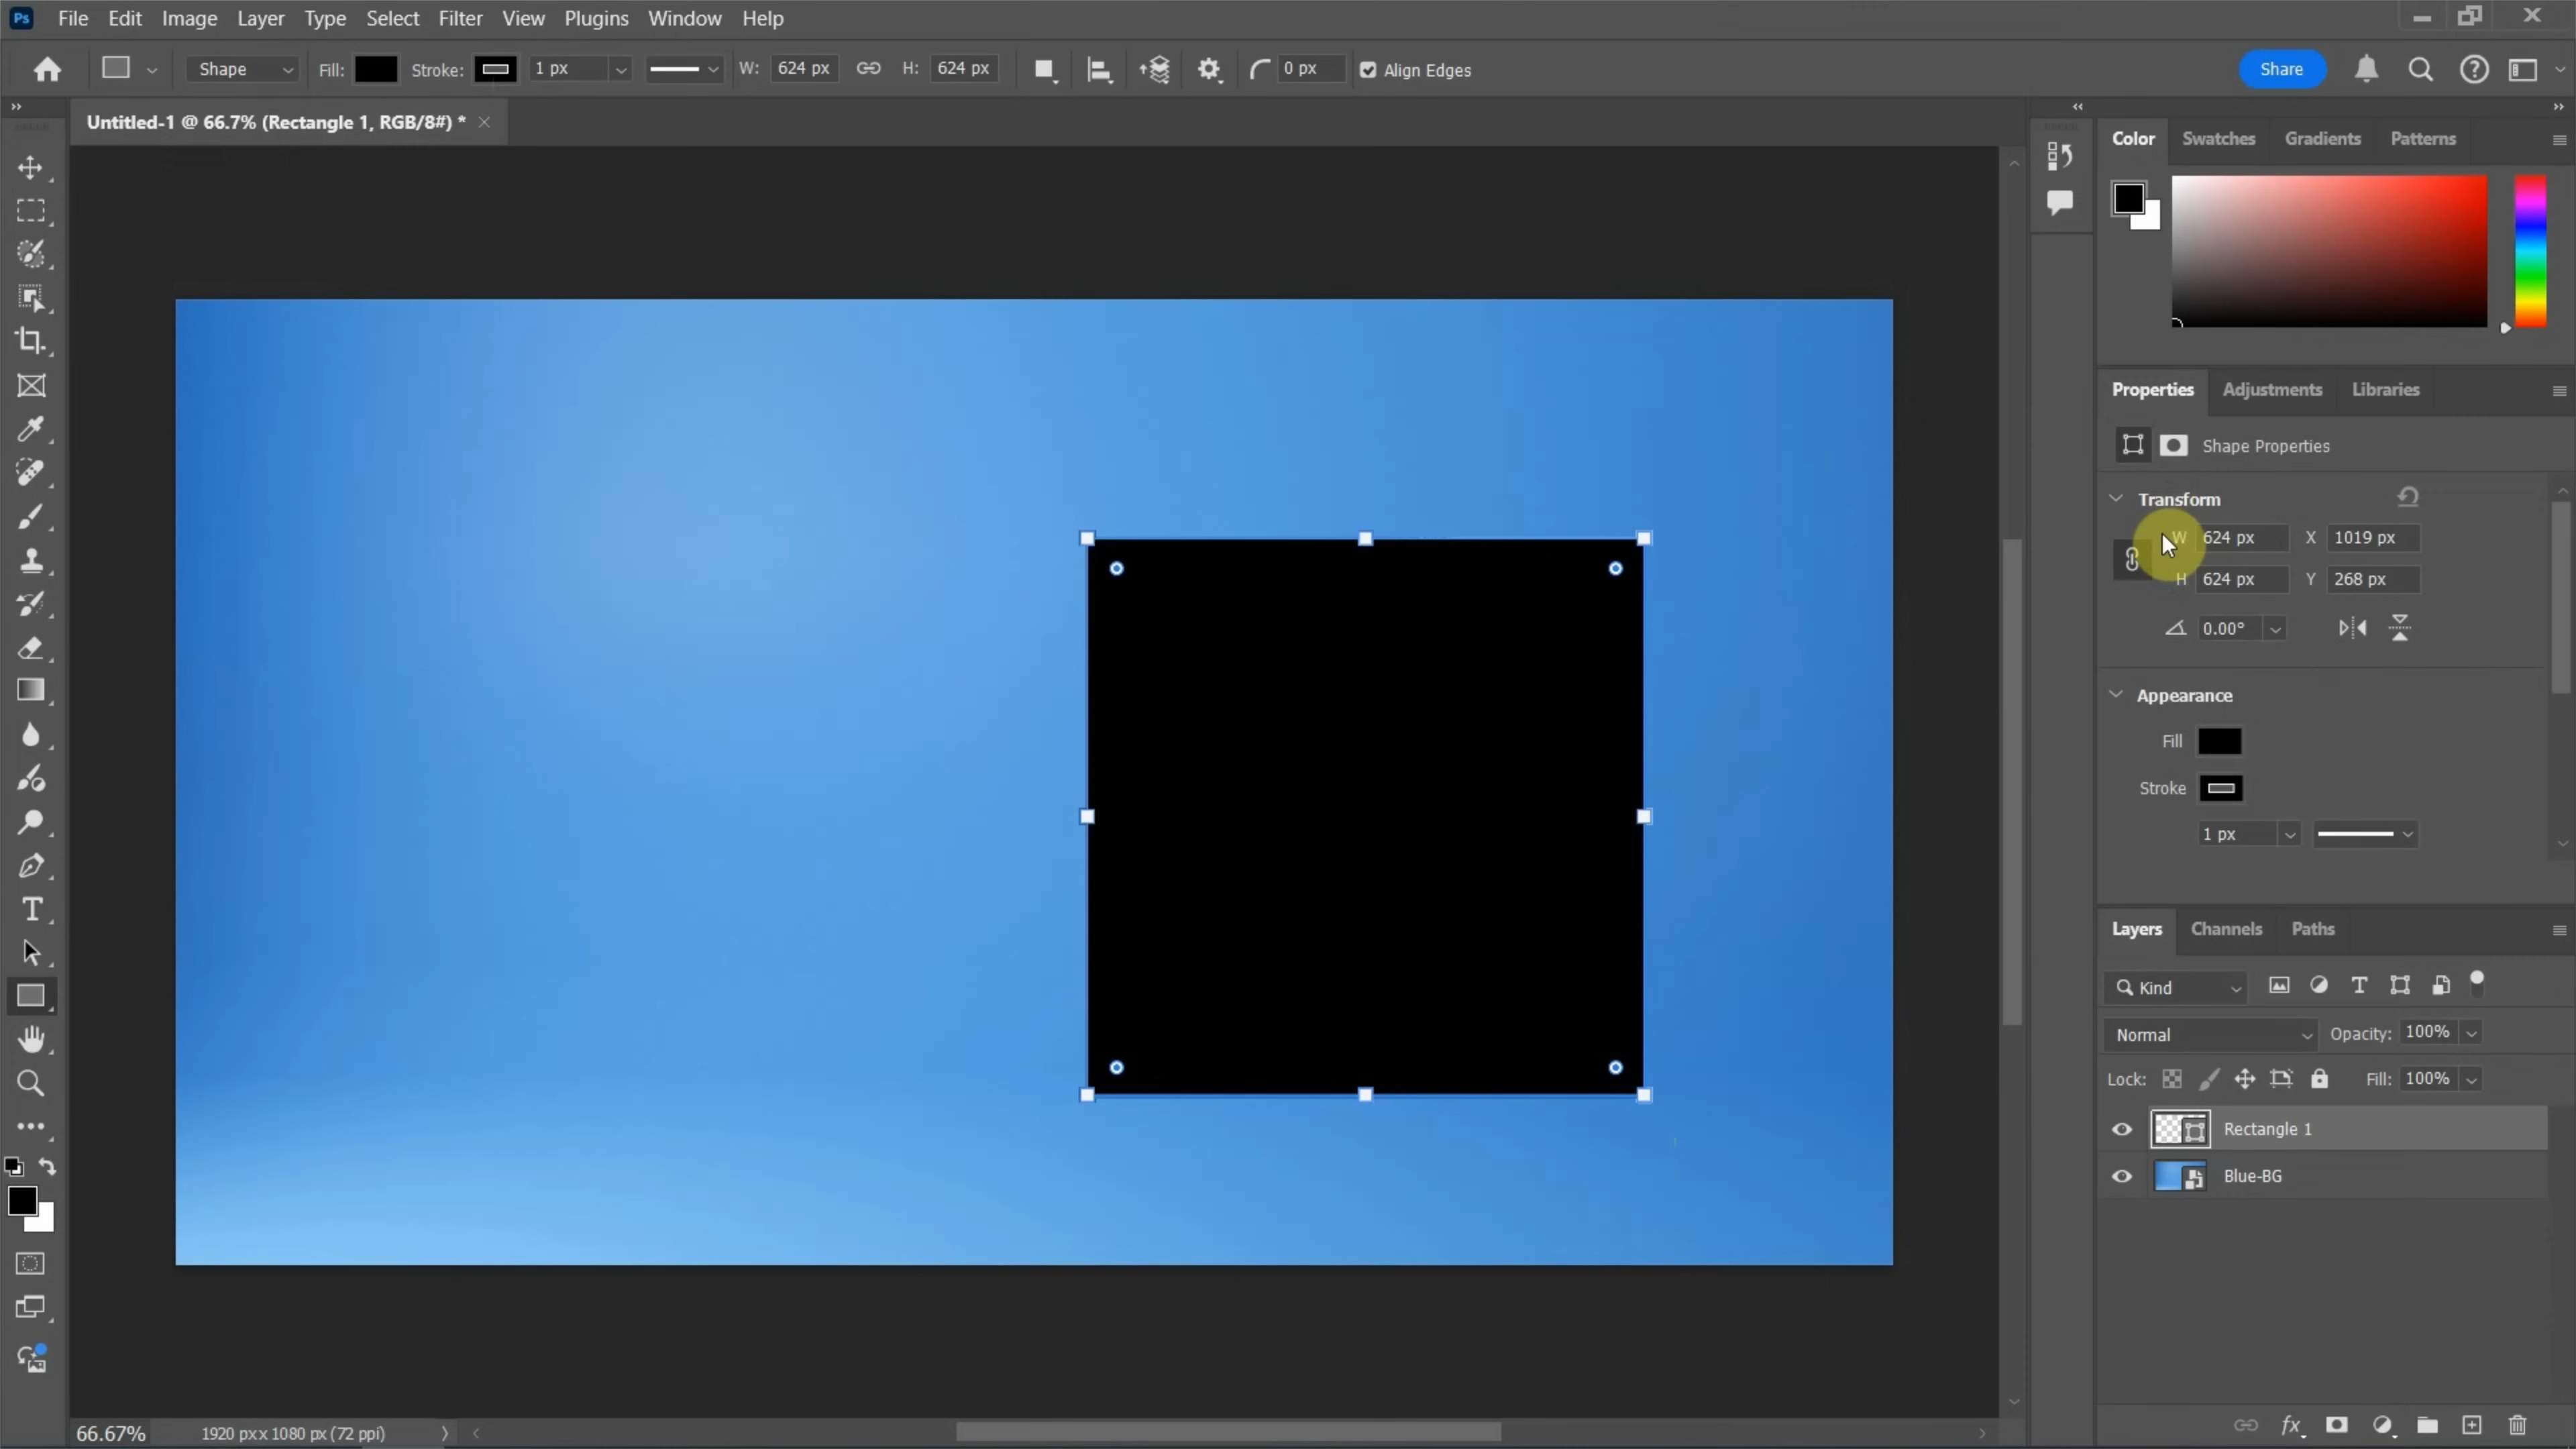 Ps File Edit Image Layer Select Type Filter View Plugins Window Help
Shape Fill: Stroke: 1 px W: 624 px H: 624 px 0 px Align Edges Share
Untitled-1 @ 66.7% (Rectangle 1, RGB/8#) * ×
Color Swatches Gradients Patterns
Properties Adjustments Libraries
Shape Properties
Transform
W 624 px X 1019 px
H 624 px Y 268 px
0.00°
Appearance
Fill
Stroke
1 px
Layers Channels Paths
Kind
Normal Opacity: 100%
Lock: Fill: 100%
Rectangle 1
Blue-BG
fx
66.67% 1920 px x 1080 px (72 ppi)